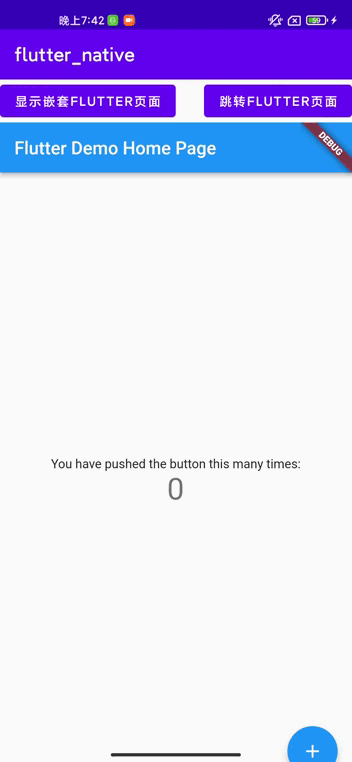 晚上7:42
59
flutter_native
显示嵌套FLUTTER页面
跳转FLUTTER页面
Flutter Demo Home Page
DEBUG
You have pushed the button this many times:
0
+